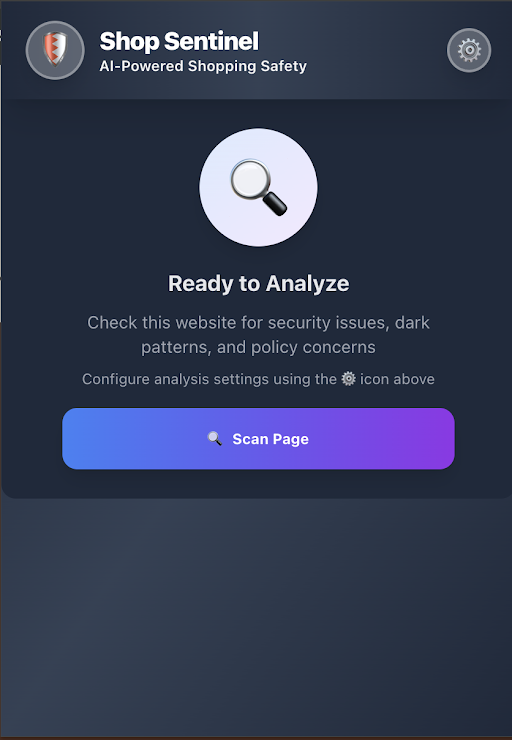 Shop Sentinel
AI-Powered Shopping Safety
Ready to Analyze
Check this website for security issues, dark
patterns, and policy concerns
Configure analysis settings using the ⚙️ icon above
🔍 Scan Page